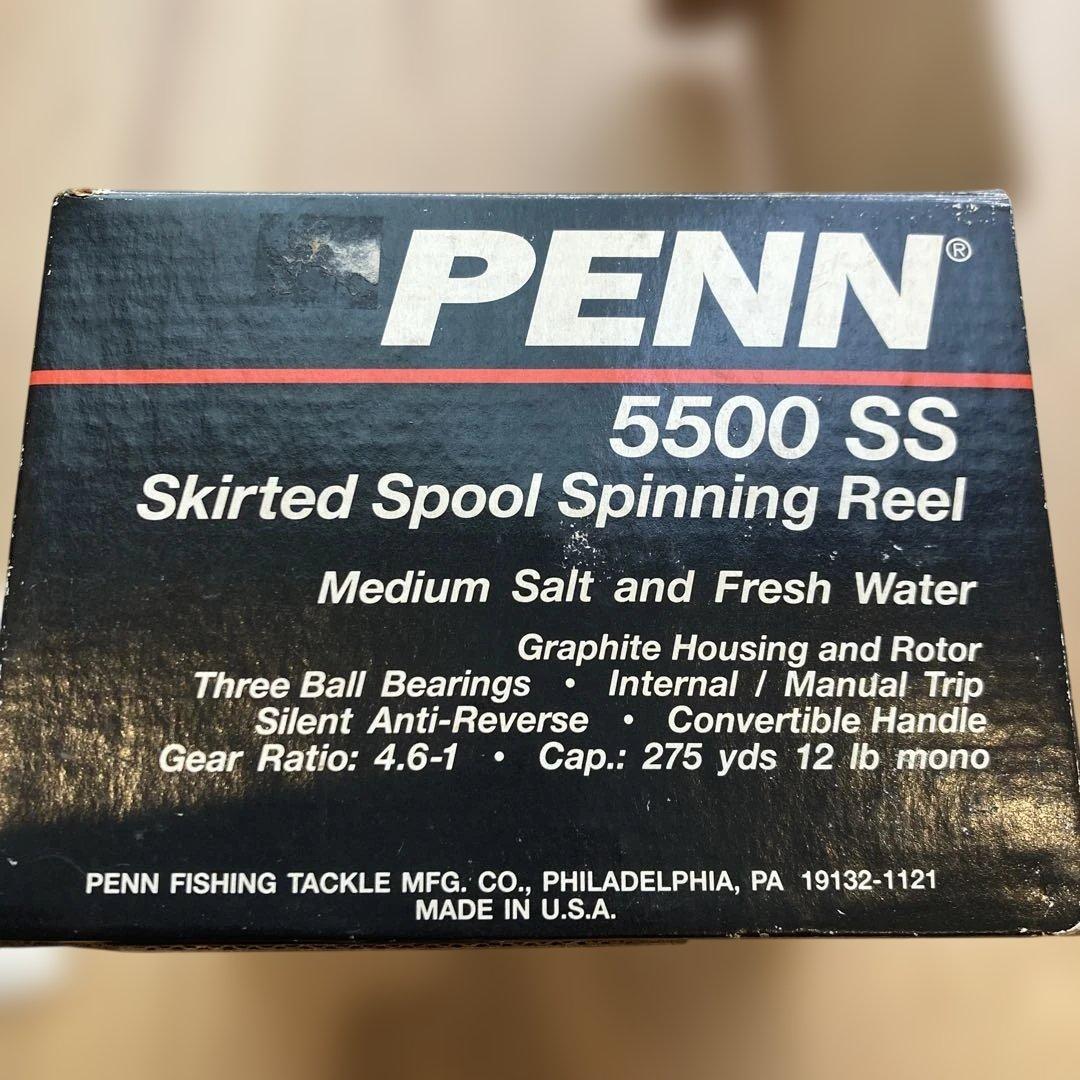 PENN®
5500 SS
Skirted Spool Spinning Reel
Medium Salt and Fresh Water
Graphite Housing and Rotor
Three Ball Bearings • Internal / Manual Trip
Silent Anti-Reverse • Convertible Handle
Gear Ratio: 4.6-1 • Cap.: 275 yds 12 lb mono
PENN FISHING TACKLE MFG. CO., PHILADELPHIA, PA 19132-1121
MADE IN U.S.A.